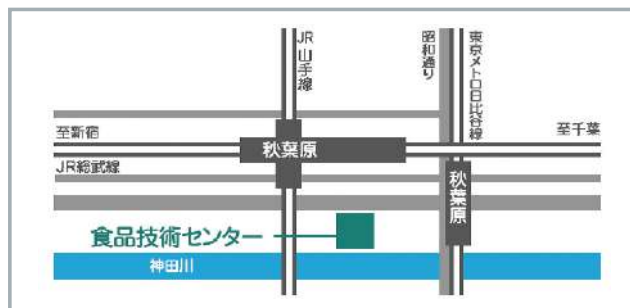 JR山手線
昭和通り
東京メトロ日比谷線
至新宿
至千葉
秋葉原
JR総武線
秋葉原
食品技術センター
神田川